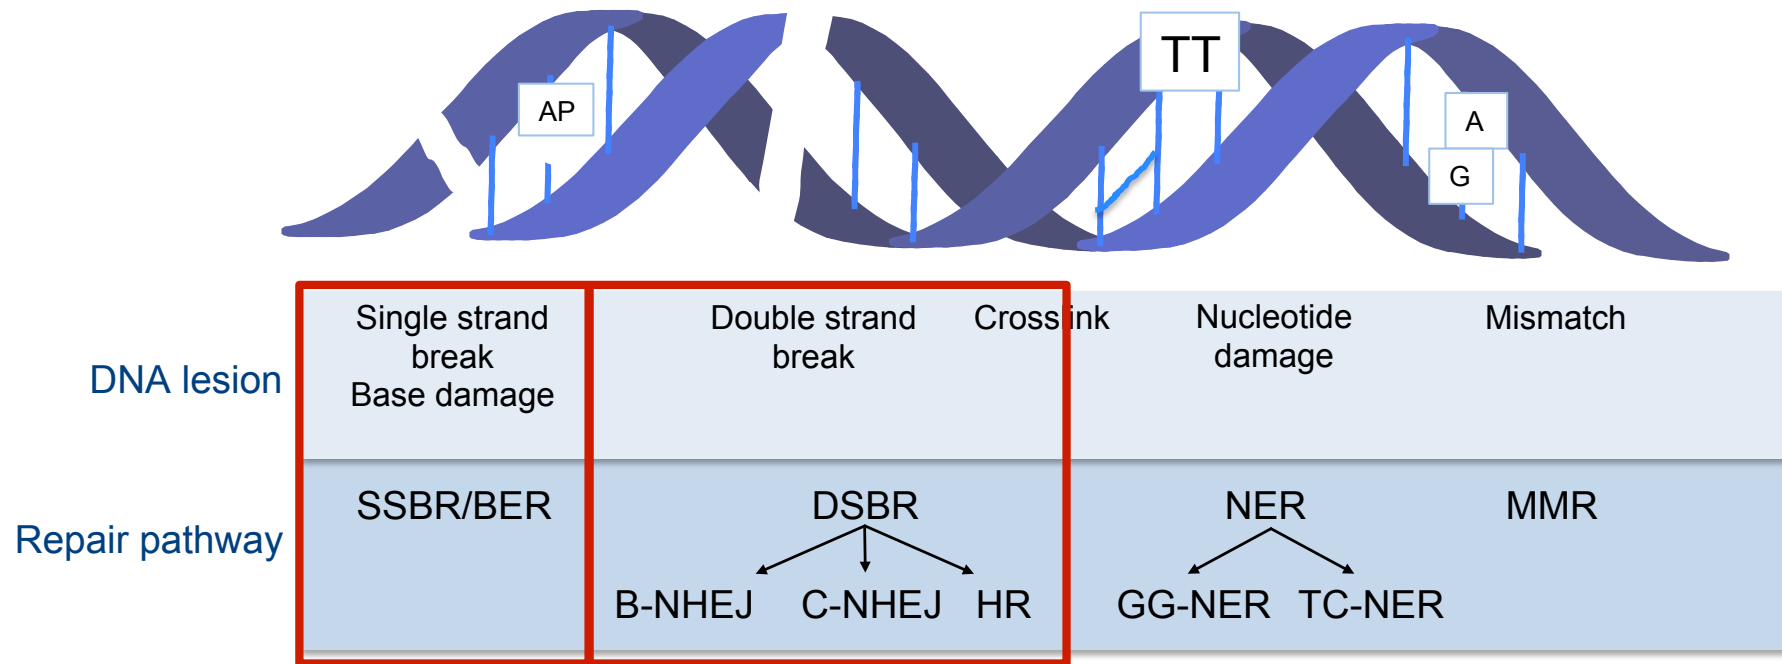 TT
AP
A
G
DNA lesion
Single strand
break
Base damage
Double strand
break
Crosslink
Nucleotide
damage
Mismatch
Repair pathway
SSBR/BER
DSBR
NER
MMR
B-NHEJ
C-NHEJ
HR
GG-NER
TC-NER